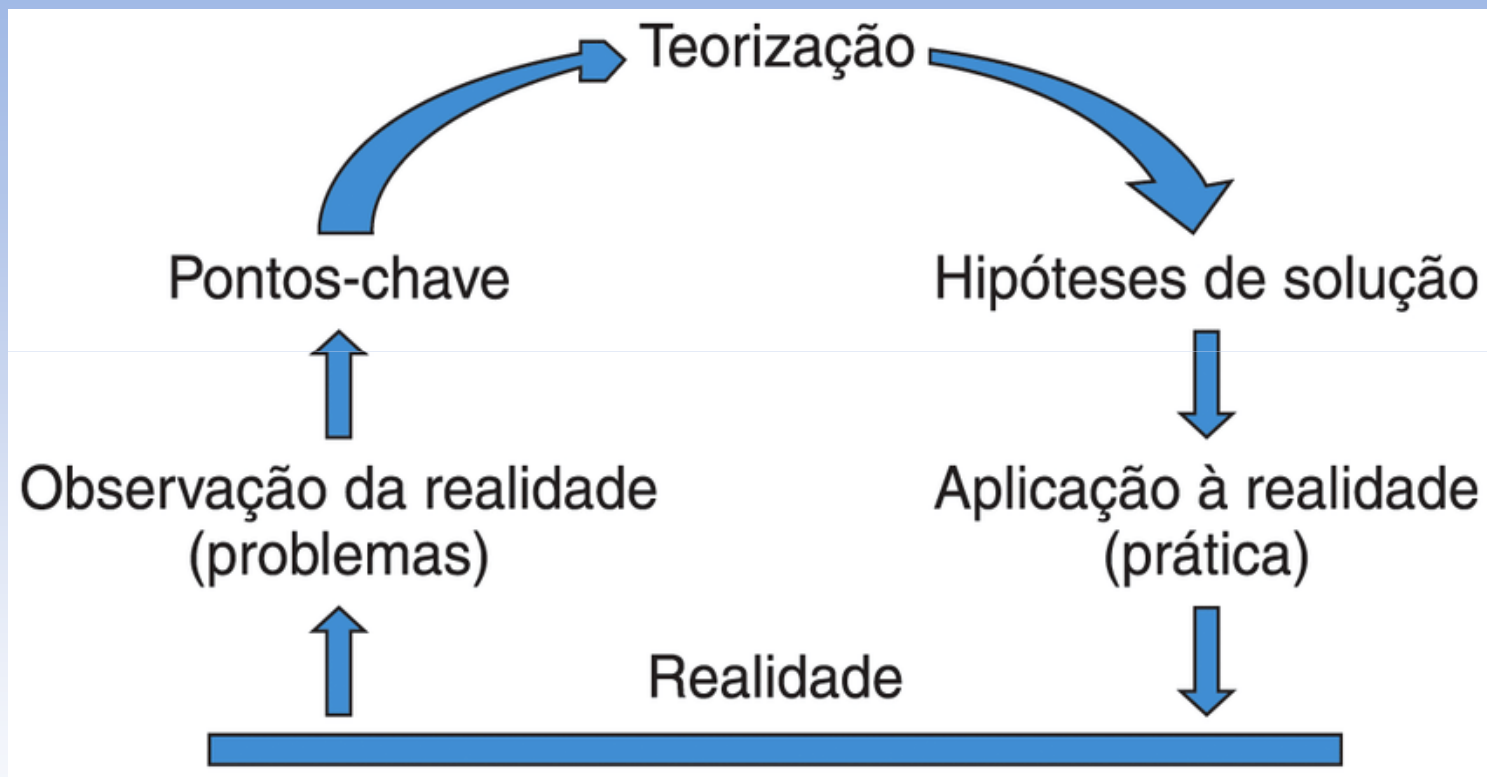 Teorização
Pontos-chave
Hipóteses de solução
Observação da realidade
(problemas)
Aplicação à realidade
(prática)
Realidade